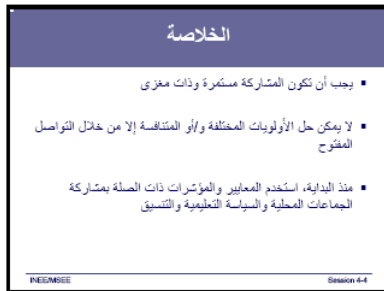 الخلاصة
يجب أن تكون المشاركة مستمرة وذات مغزى
لا يمكن حل الأولويات المختلفة و/أو المتنافسة إلا من خلال التواصل
المفتوح
منذ البداية، استخدم المعايير والمؤشرات ذات الصلة بمشاركة
الجماعات المحلية والسياسة التعليمية والتنسيق
INEE/MSEE
Session 4-4